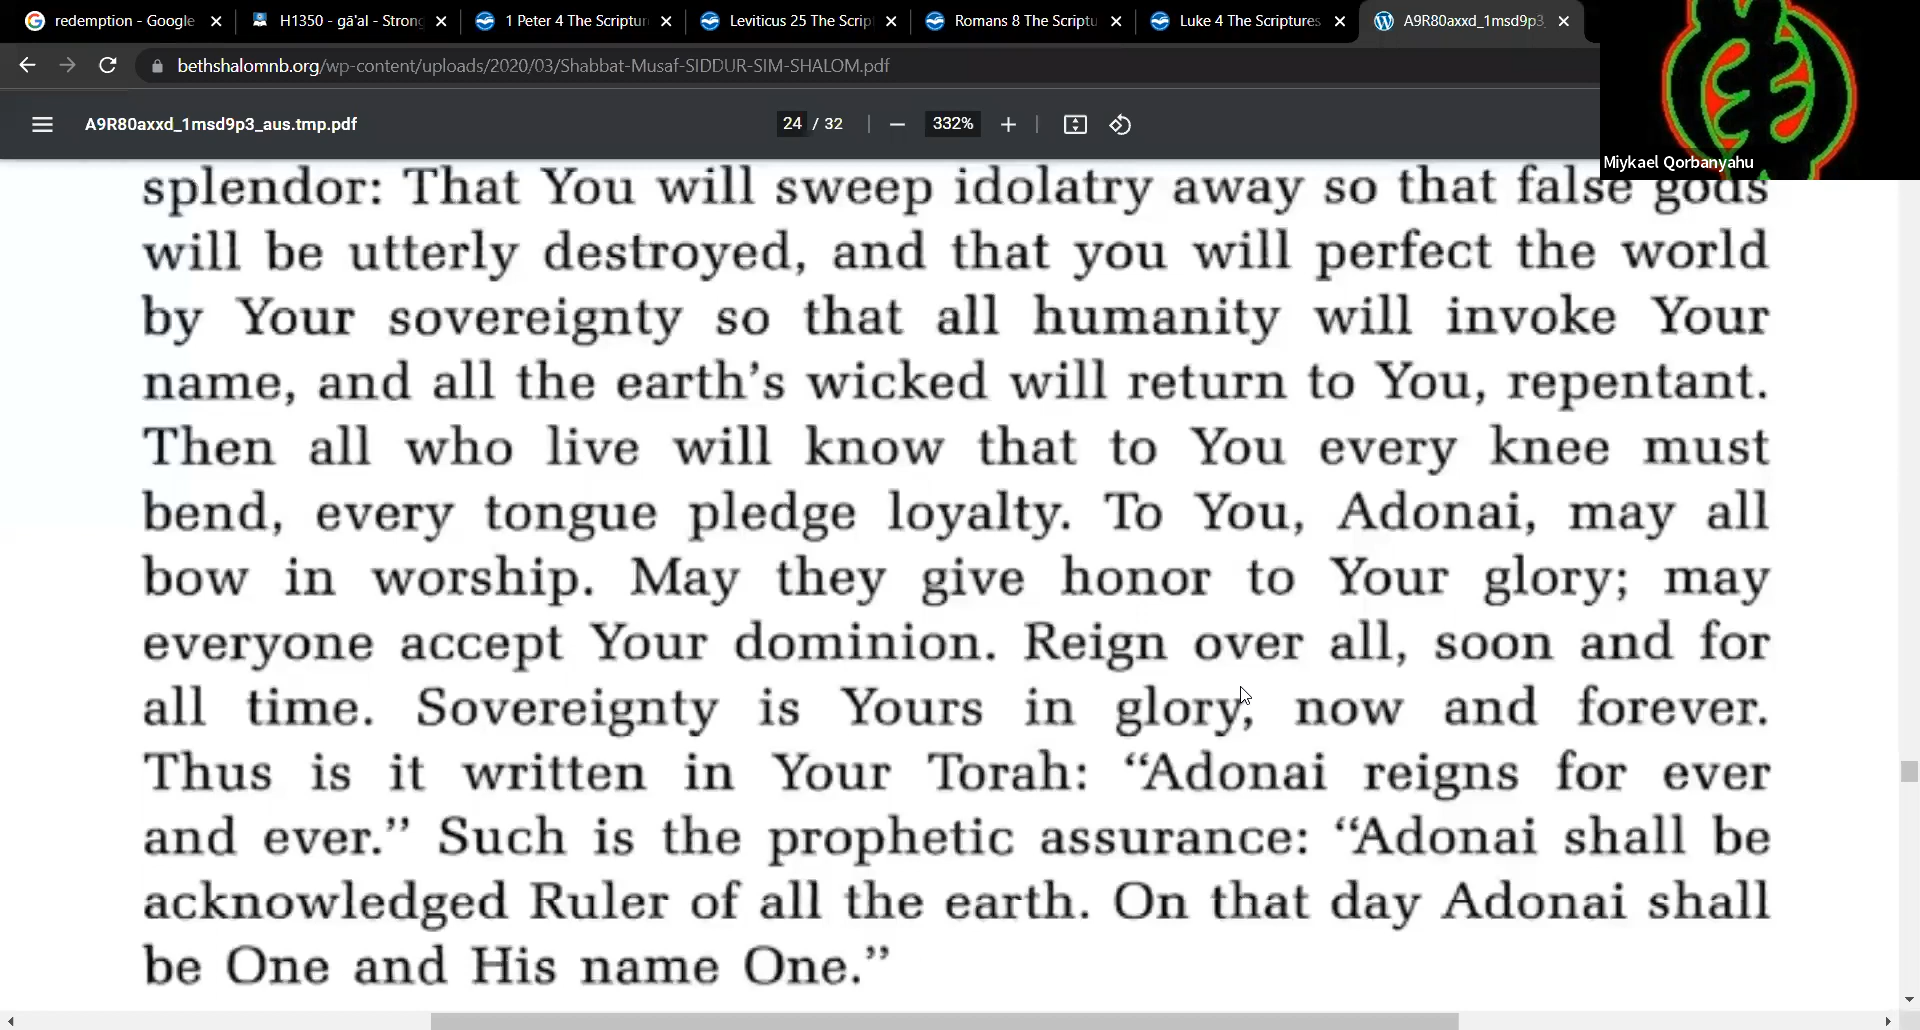 redemption - Google
H1350 - gā'al - Strong
1 Peter 4 The Scriptur
Leviticus 25 The Script
Romans 8 The Scriptu
Luke 4 The Scriptures
A9R80axxd_1msd9p3
bethshalomnb.org/wp-content/uploads/2020/03/Shabbat-Musaf-SIDDUR-SIM-SHALOM.pdf
A9R80axxd_1msd9p3_aus.tmp.pdf
24 / 32
332%
Miykael Qorbanyahu
splendor: That You will sweep idolatry away so that false gods
will be utterly destroyed, and that you will perfect the world
by Your sovereignty so that all humanity will invoke Your
name, and all the earth's wicked will return to You, repentant.
Then all who live will know that to You every knee must
bend, every tongue pledge loyalty. To You, Adonai, may all
bow in worship. May they give honor to Your glory; may
everyone accept Your dominion. Reign over all, soon and for
all time. Sovereignty is Yours in glory, now and forever.
Thus is it written in Your Torah: “Adonai reigns for ever
and ever.” Such is the prophetic assurance: “Adonai shall be
acknowledged Ruler of all the earth. On that day Adonai shall
be One and His name One.”